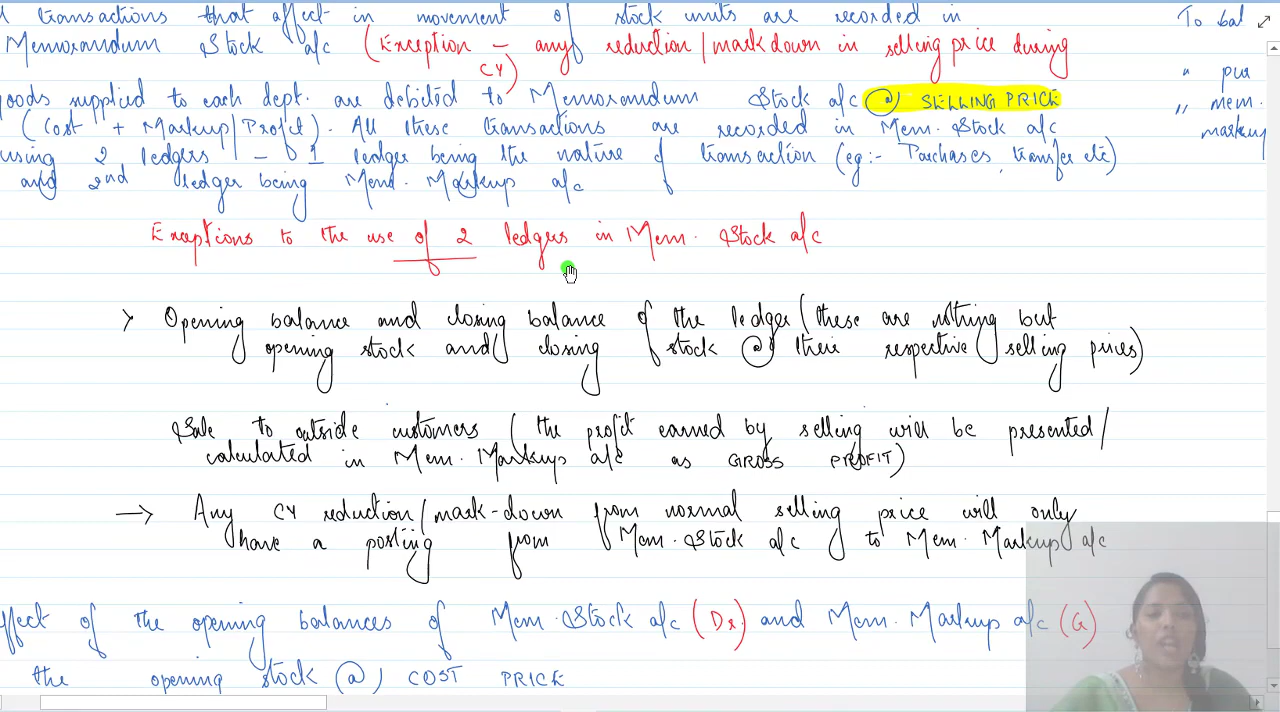 transactions that affect in movement of stock units are recorded in
Memorandum Stock a/c (Exception – any reduction/markdown in selling price during
CY)
goods supplied to each dept. are debited to Memorandum Stock a/c @ SELLING PRICE
(Cost + Markup/Profit). All these transactions are recorded in Mem. Stock a/c
using 2 ledgers – 1 ledger being the nature of transaction (eg:- Purchases, transfer etc)
and 2nd ledger being Mem. Markup a/c
To bal
" pur
" mem.
markup
Exceptions to the use of 2 ledgers in Mem. Stock a/c
> Opening balance and closing balance of the ledger (these are nothing but
opening stock and closing stock @ their respective selling prices)
Sale to outside customers (the profit earned by selling will be presented/
calculated in Mem. Markup a/c as GROSS PROFIT)
→ Any CY reduction/mark-down from normal selling price will only
have a posting from Mem. Stock a/c to Mem. Markup a/c
effect of the opening balances of Mem. Stock a/c (Dr) and Mem. Markup a/c (Cr)
the opening stock @ COST PRICE